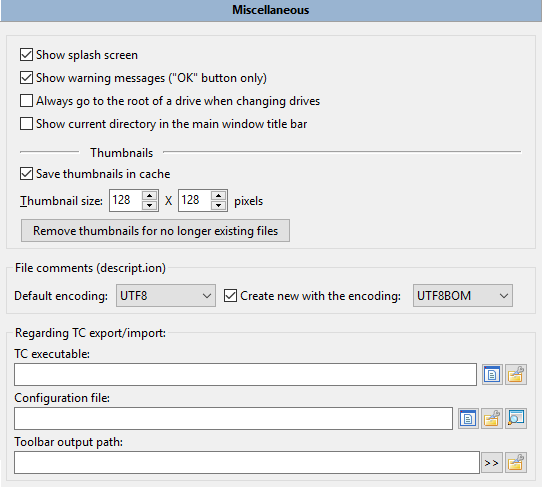 Miscellaneous
Show splash screen
Show warning messages ("OK" button only)
Always go to the root of a drive when changing drives
Show current directory in the main window title bar
Thumbnails
Save thumbnails in cache
Thumbnail size: 128 X 128 pixels
Remove thumbnails for no longer existing files
File comments (descript.ion)
Default encoding: UTF8 Create new with the encoding: UTF8BOM
Regarding TC export/import:
TC executable:
Configuration file:
Toolbar output path:
>>